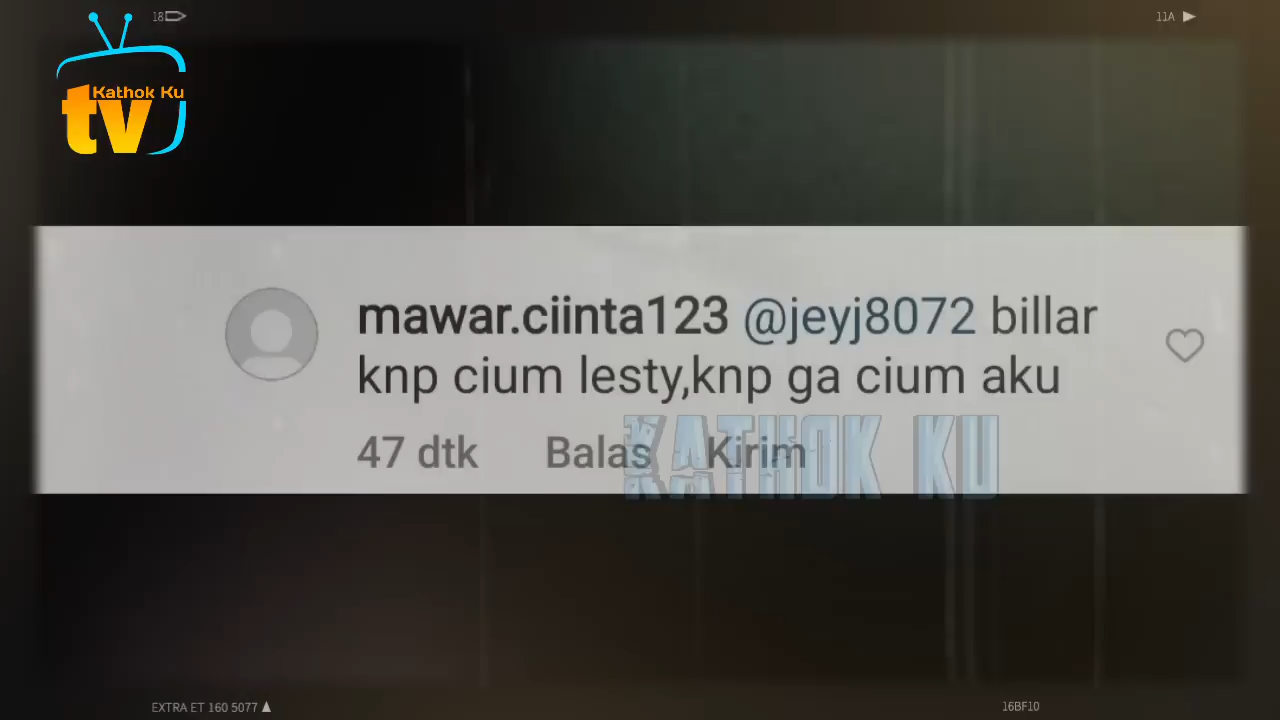 18
11A
Kathok Ku
tv
mawar.ciinta123 @jeyj8072 billar
knp cium lesty,knp ga cium aku
47 dtk Balas Kirim
KATHOK KU
EXTRA ET 160 5077
16BF10